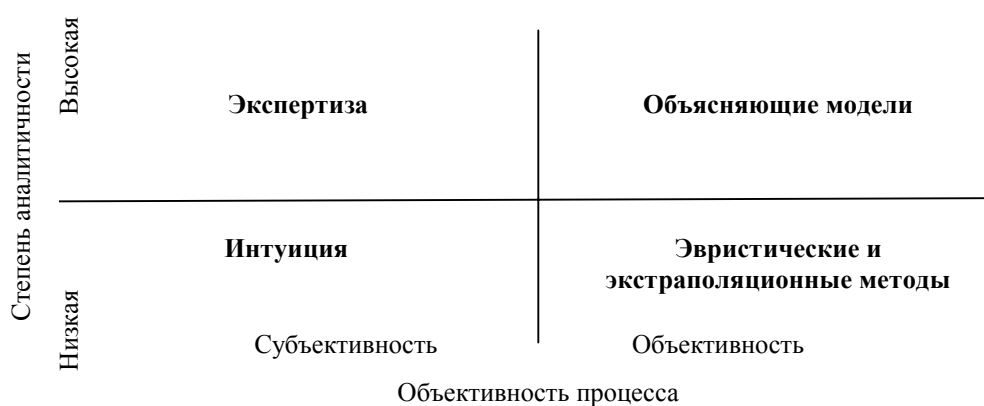 Степень аналитичности
Высокая
Низкая
Экспертиза
Объясняющие модели
Интуиция
Эвристические и
экстраполяционные методы
Субъективность
Объективность
Объективность процесса